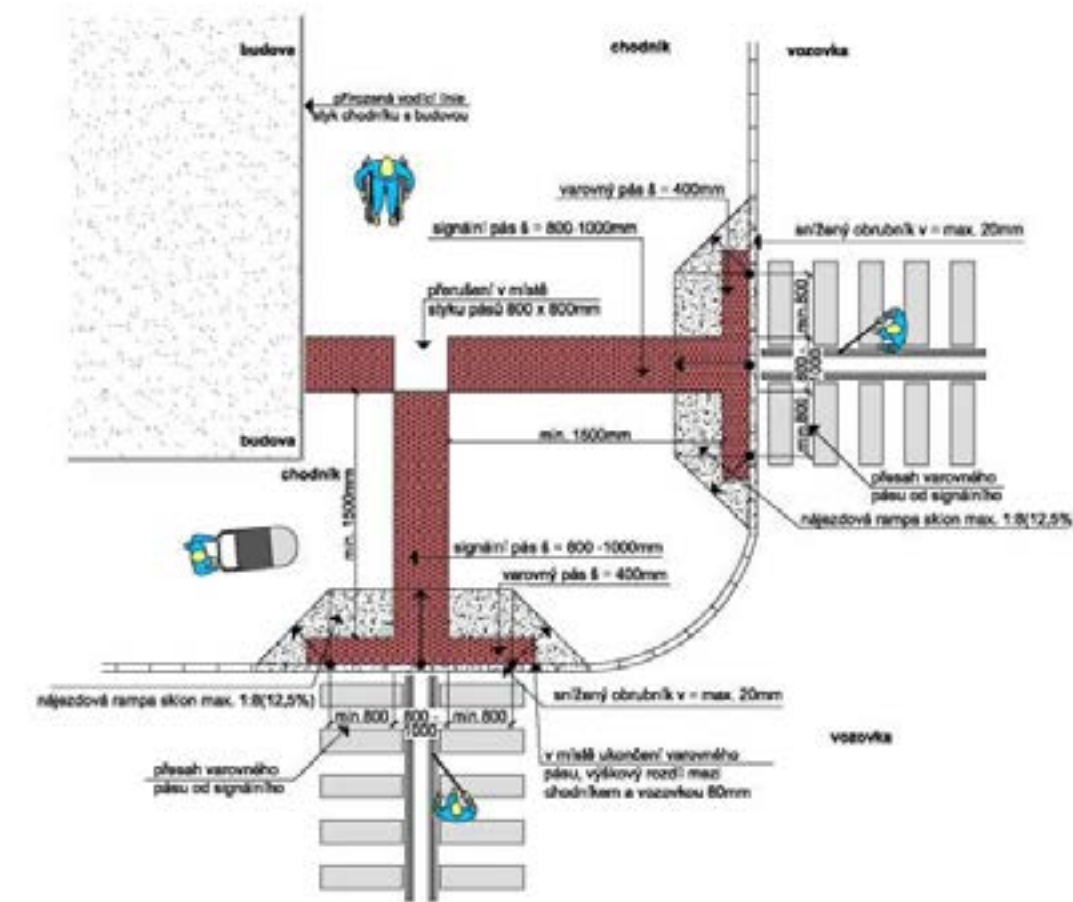 budova
chodník
vozovka
přirozaná vodící línie
styk chodníku s budovou
varovný pás š = 400mm
signální pás š = 800-1000mm
snížený obrubník v = max. 20mm
přerušení v místě
styku pásů 800 x 800mm
min.800
800 -
1000
min.800
budova
min. 1500mm
chodník
přesah varovného
pásu od signálního
nájezdová rampa sklon max. 1:8(12,5%
min. 1500mm
signální pás š = 800 -1000mm
varovný pás š = 400mm
nájezdová rampa sklon max. 1:8(12,5%)
snížený obrubník v = max. 20mm
min.800
800 -
1000
min.800
vozovka
přesah varovného
pásu od signálního
v místě ukončení varovného
pásu, výškový rozdíl mezi
chodníkem a vozovkou 80mm